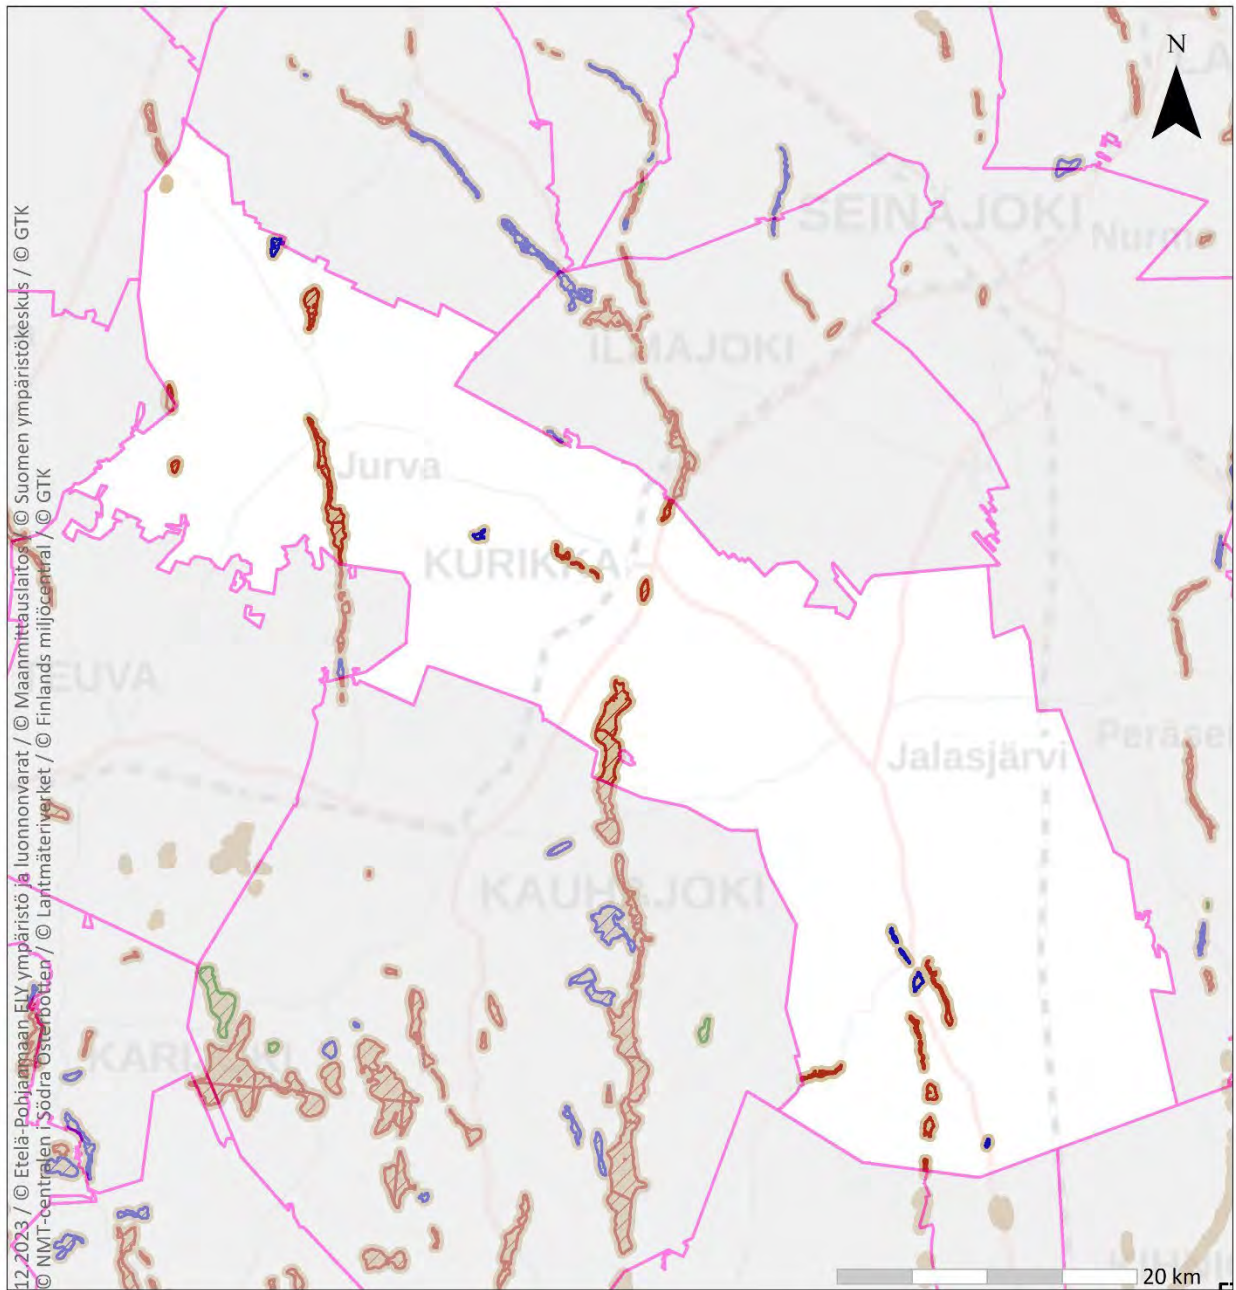 N
SEINÄJOKI
ILMAJOKI
Jurva
KURIKKA
EUVA
Jalasjärvi
KAUHAJOKI
20 km
12.2023 / © Etelä-Pohjanmaan ELY ympäristö ja luonnonvarat / © Maanmittauslaitos / © Suomen ympäristökeskus / © GTK
© NMT-centralen i Södra Österbotten / © Lantmäteriverket / © Finlands miljöcentral / © GTK